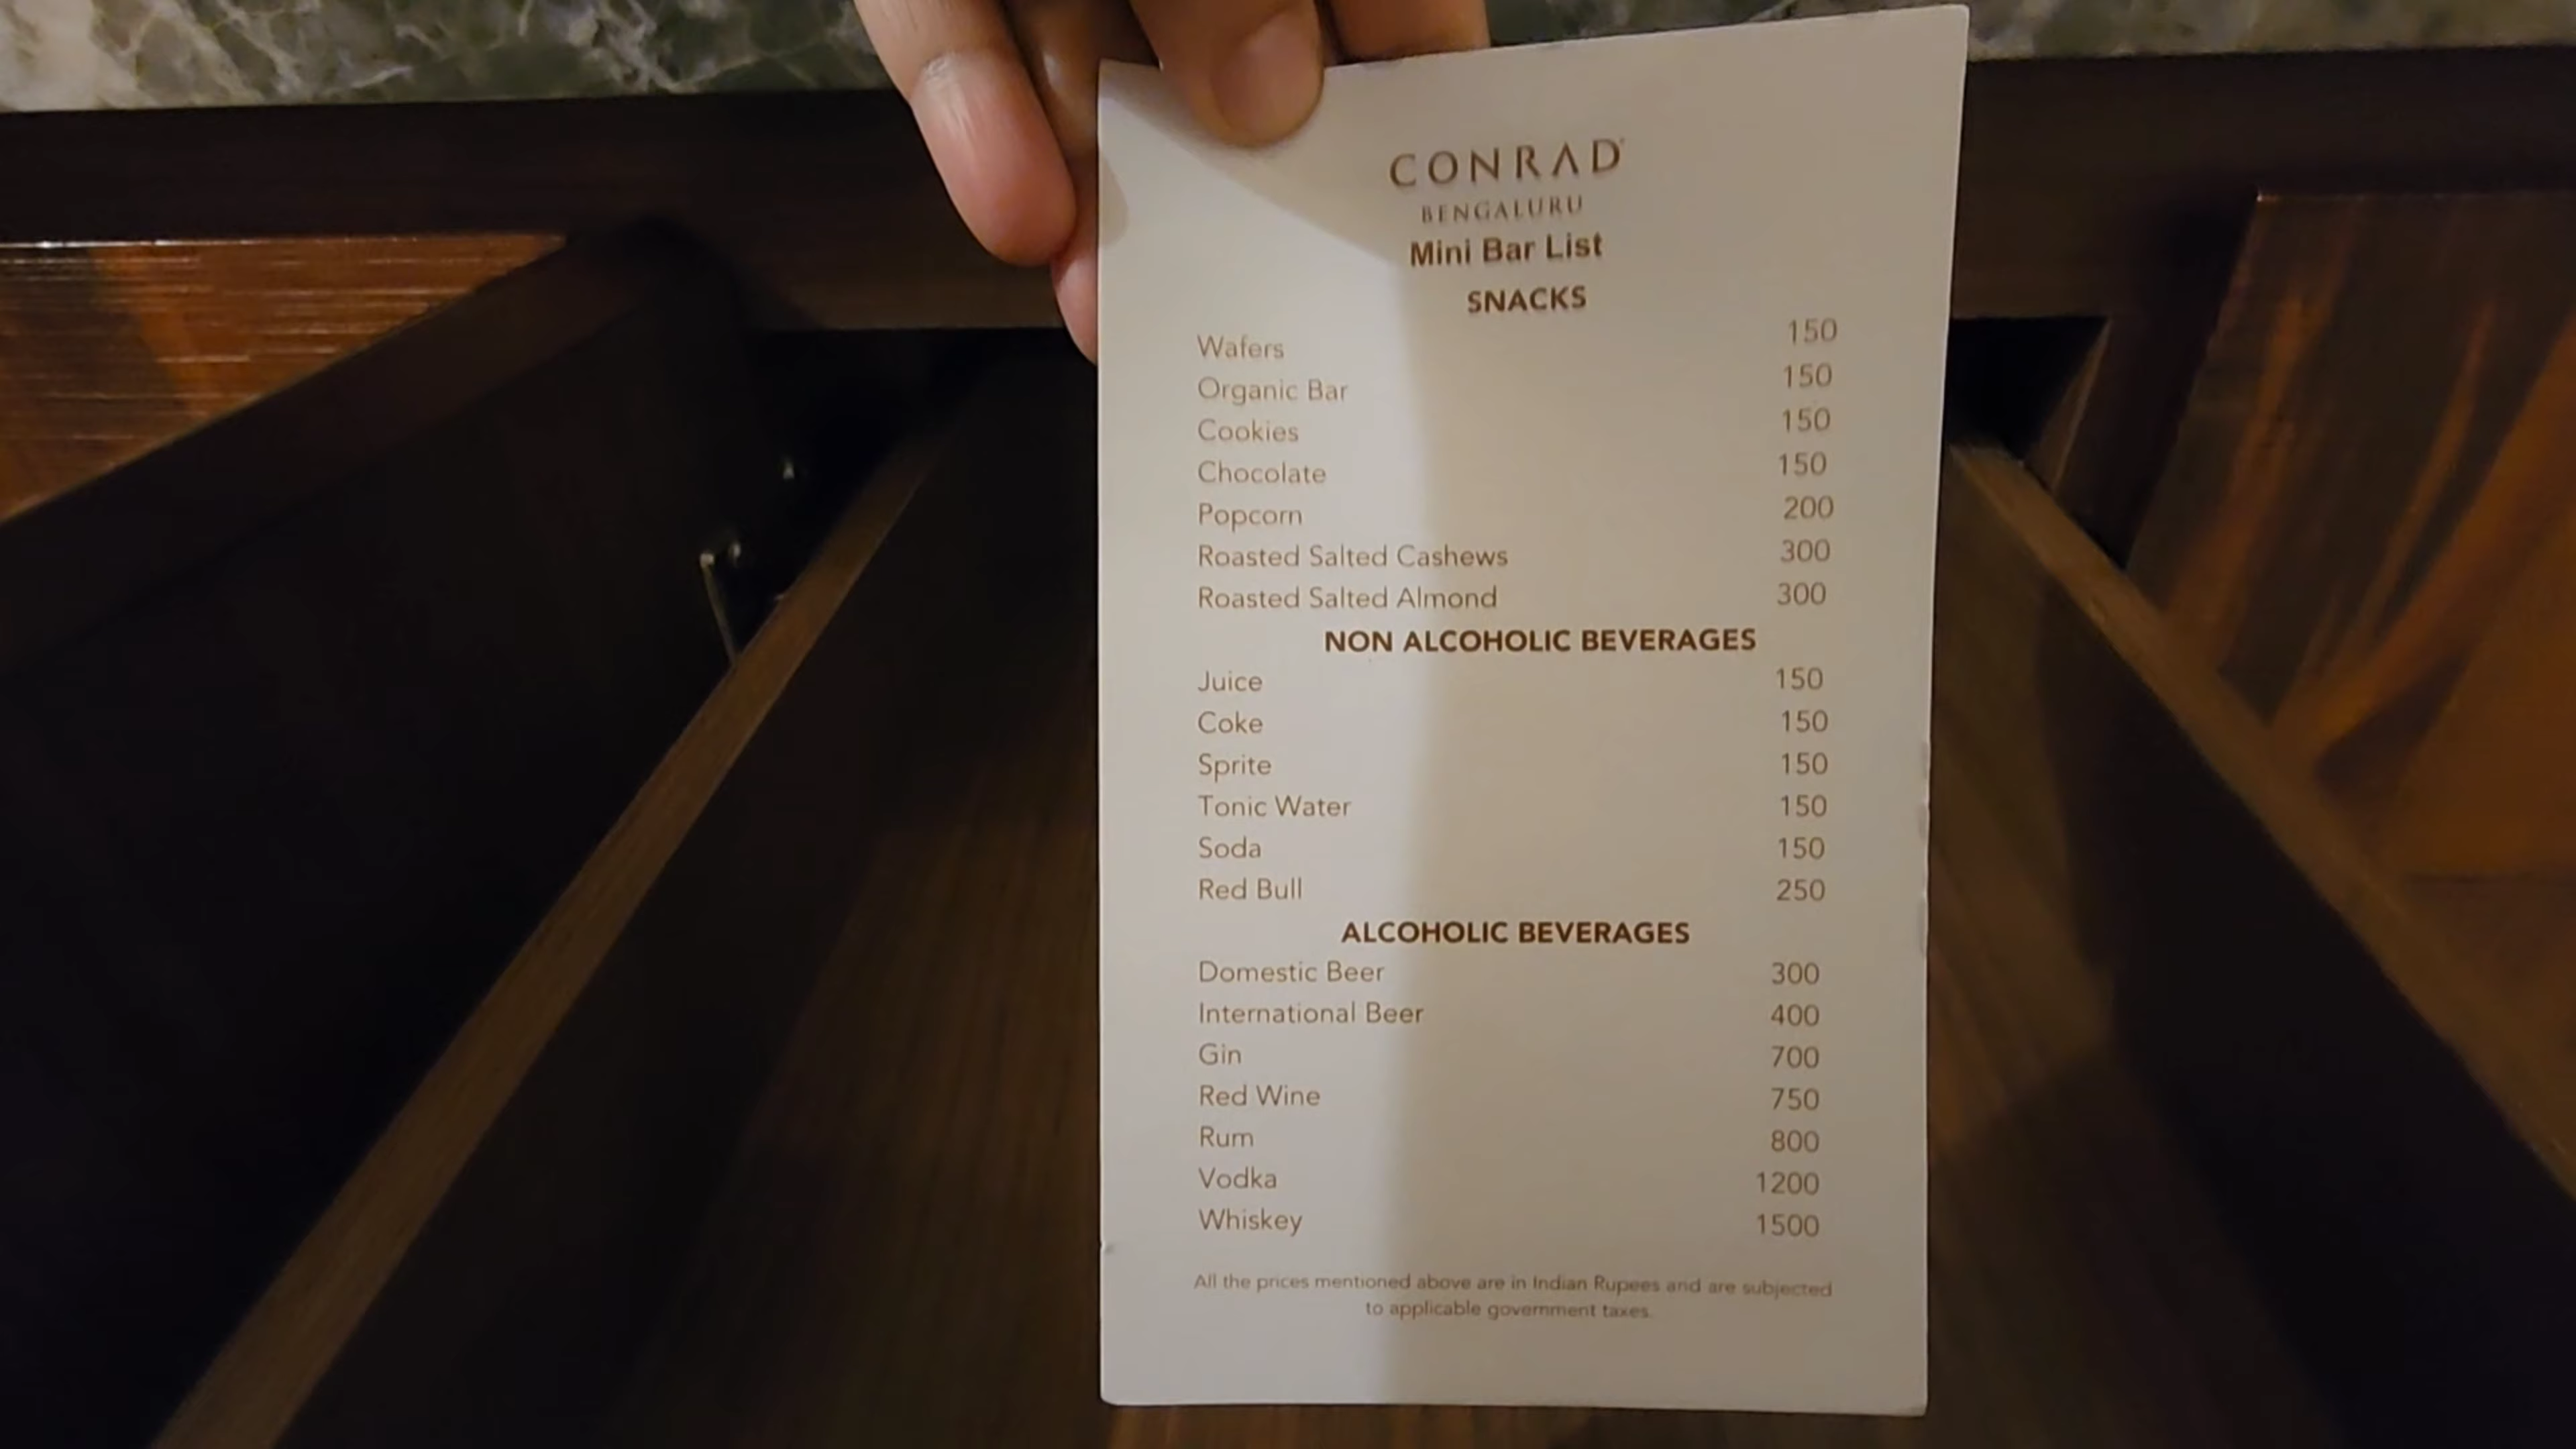 CONRAD
BENGALURU
Mini Bar List
SNACKS
Wafers 150
Organic Bar 150
Cookies 150
Chocolate 150
Popcorn 200
Roasted Salted Cashews 300
Roasted Salted Almond 300
NON ALCOHOLIC BEVERAGES
Juice 150
Coke 150
Sprite 150
Tonic Water 150
Soda 150
Red Bull 250
ALCOHOLIC BEVERAGES
Domestic Beer 300
International Beer 400
Gin 700
Red Wine 750
Rum 800
Vodka 1200
Whiskey 1500
All the prices mentioned above are in Indian Rupees and are subjected
to applicable government taxes.